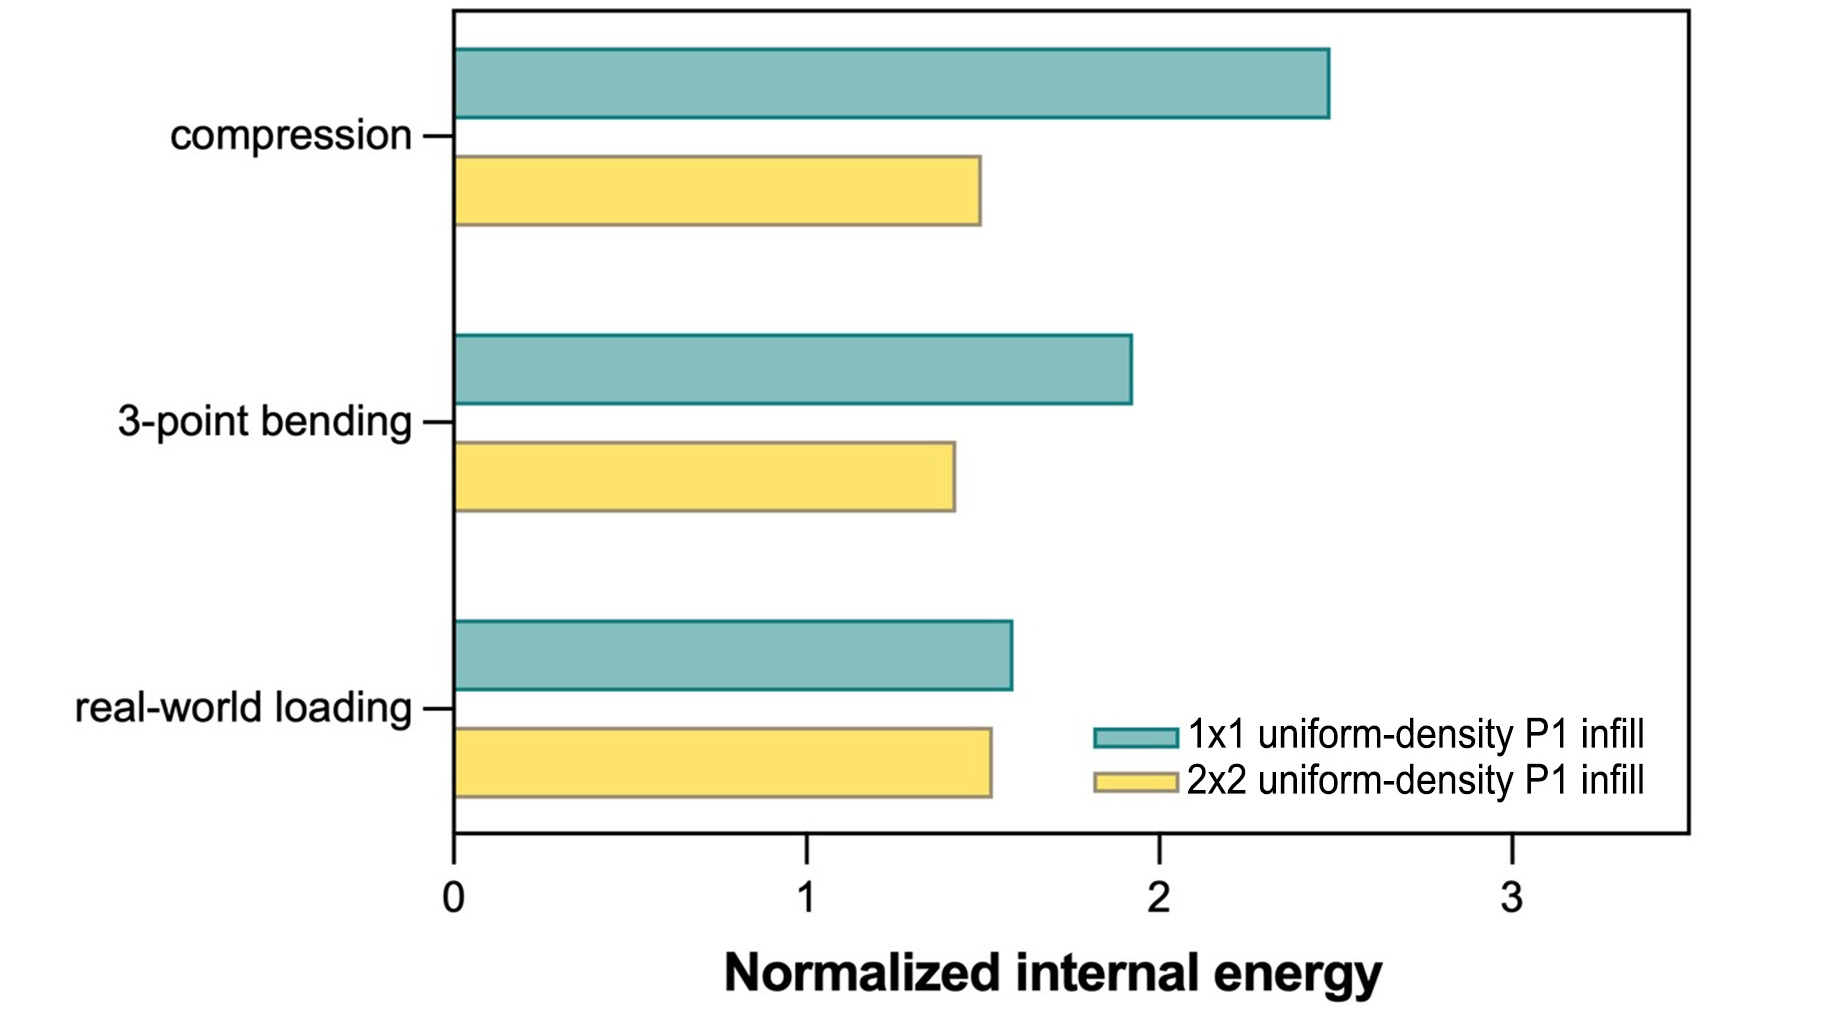 compression
3-point bending
real-world loading
1x1 uniform-density P1 infill
2x2 uniform-density P1 infill
0 1 2 3
Normalized internal energy